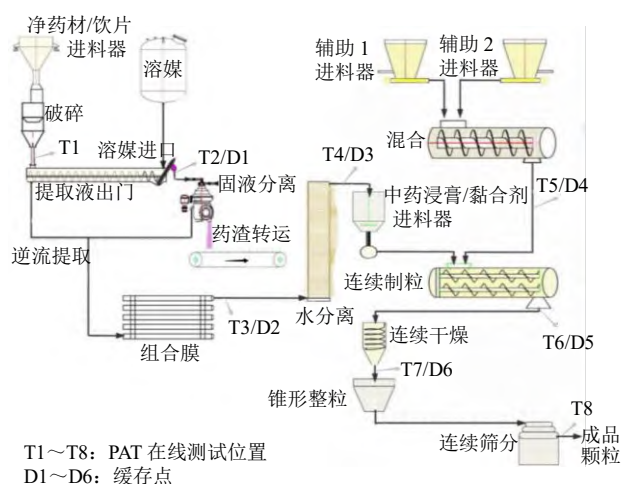 净药材/饮片
进料器
溶媒
破碎
T1
溶媒进口
T2/D1
提取液出门
固液分离
药渣转运
逆流提取
组合膜
T3/D2
水分离
T4/D3
中药浸膏/黏合剂
进料器
辅助1
进料器
辅助2
进料器
混合
T5/D4
连续制粒
T6/D5
连续干燥
T7/D6
锥形整粒
连续筛分
T8
成品
颗粒
T1～T8：PAT 在线测试位置
D1～D6：缓存点